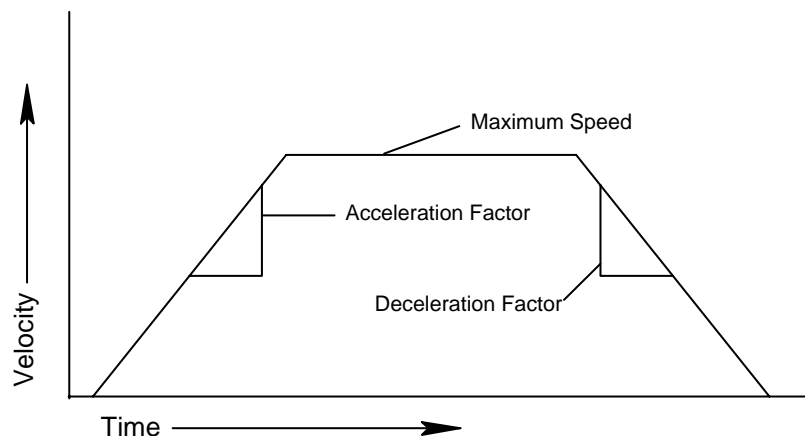 Maximum Speed
Acceleration Factor
Deceleration Factor
Velocity
Time